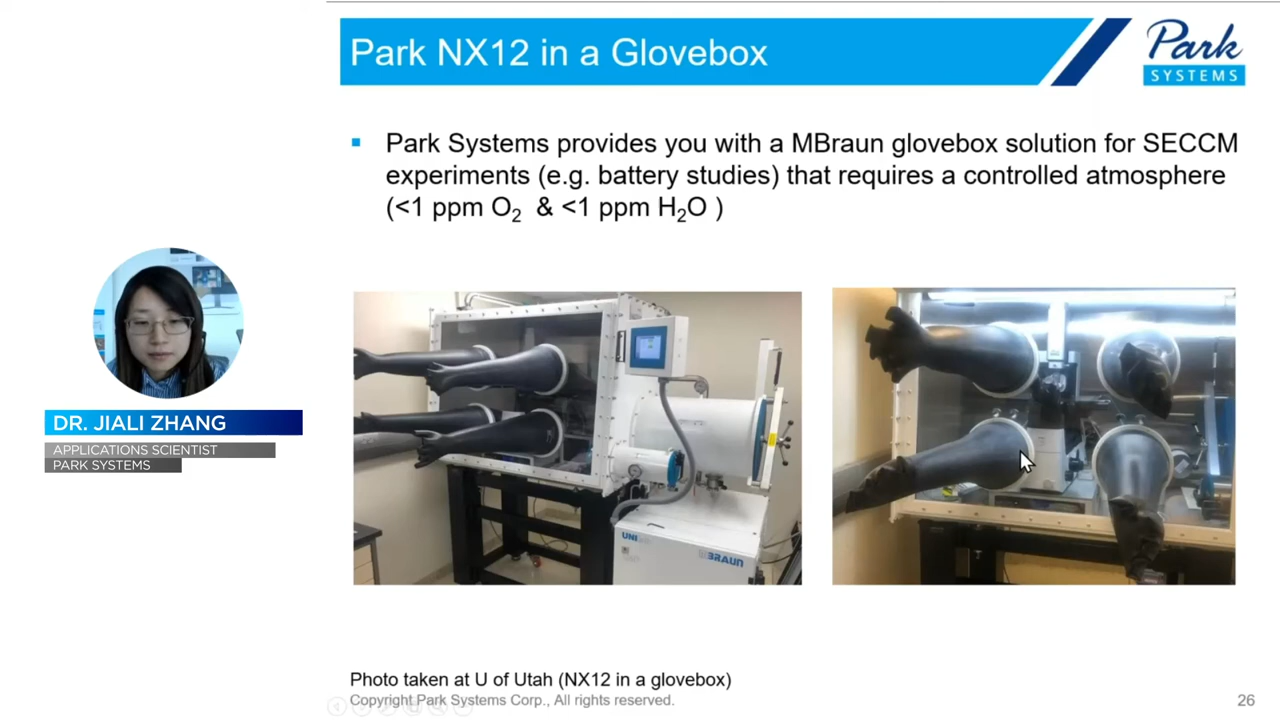 Park NX12 in a Glovebox
Park
SYSTEMS
▪ Park Systems provides you with a MBraun glovebox solution for SECCM
experiments (e.g. battery studies) that requires a controlled atmosphere
(<1 ppm O₂ & <1 ppm H₂O )
DR. JIALI ZHANG
APPLICATIONS SCIENTIST
PARK SYSTEMS
UNI
BRAUN
Photo taken at U of Utah (NX12 in a glovebox)
Copyright Park Systems Corp., All rights reserved.
26